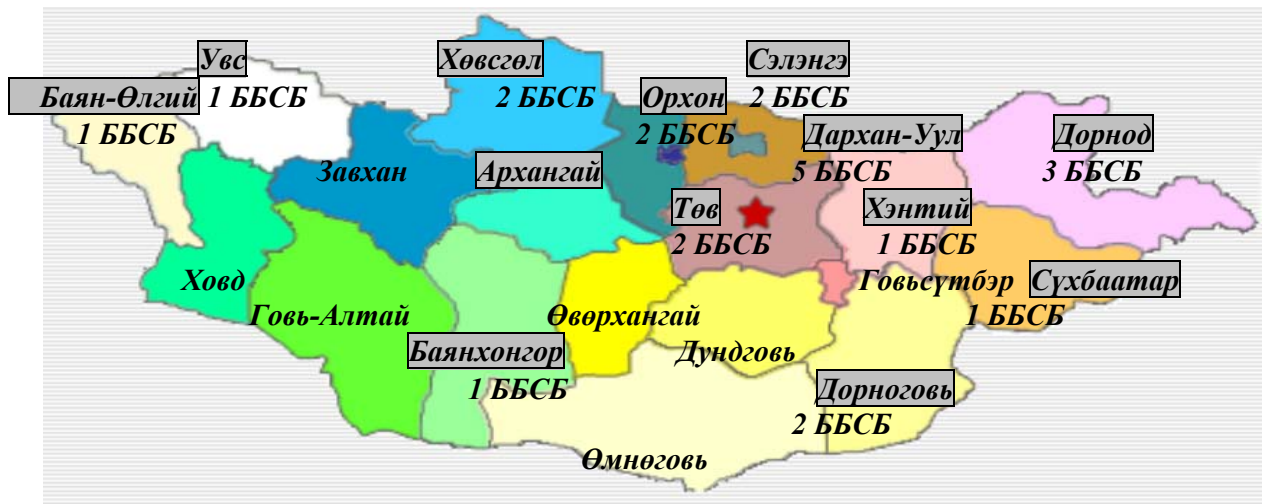 Увс
1 ББСБ
Баян-Өлгий
1 ББСБ
Хөвсгөл
2 ББСБ
Орхон
2 ББСБ
Сэлэнгэ
2 ББСБ
Дархан-Уул
5 ББСБ
Дорнод
3 ББСБ
Завхан
Архангай
Төв
2 ББСБ
Хэнтий
1 ББСБ
Ховд
Говь-Алтай
Өвөрхангай
Говьсүтбэр
Сүхбаатар
1 ББСБ
Баянхонгор
1 ББСБ
Дундговь
Дорноговь
2 ББСБ
Өмнөговь